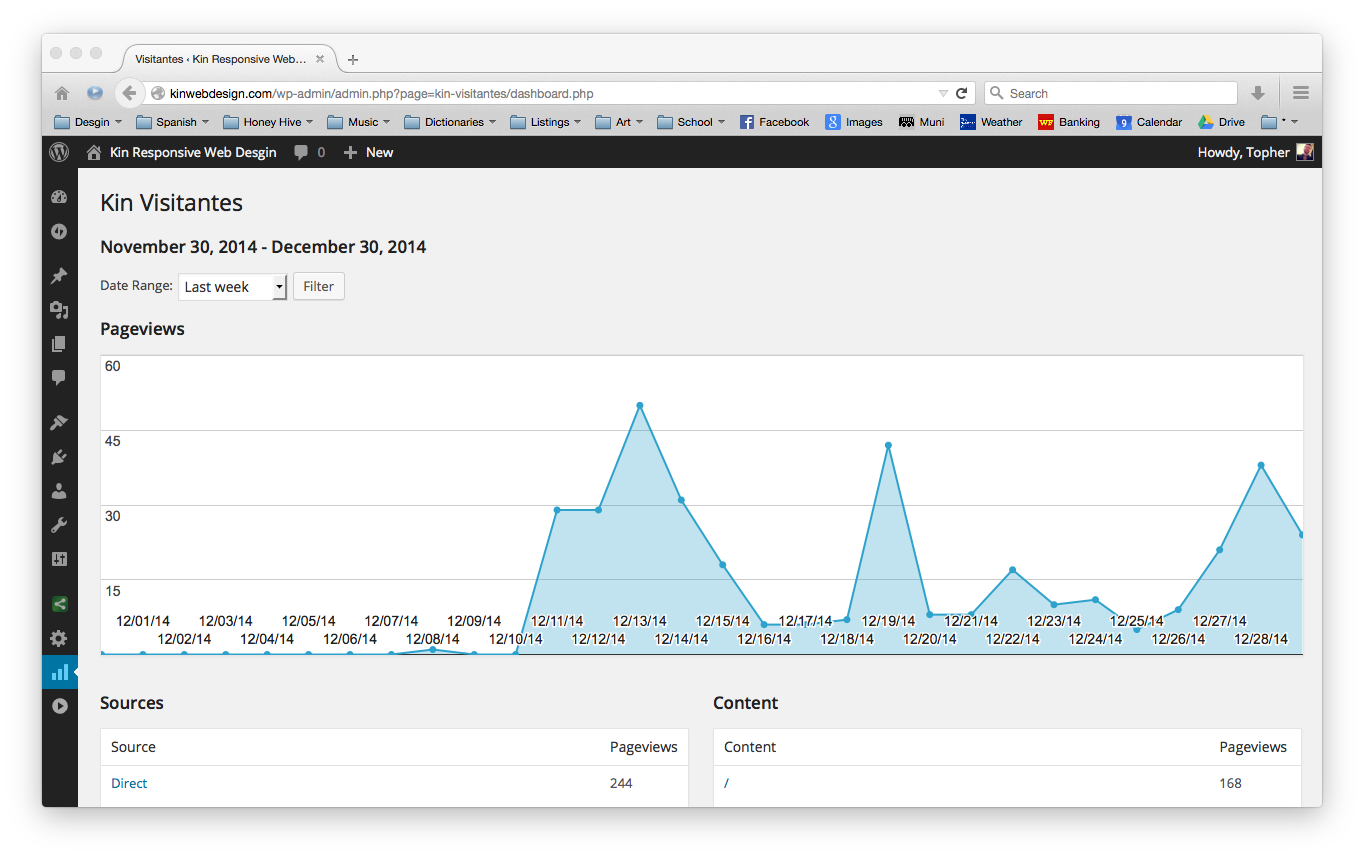 Visitantes ‹ Kin Responsive Web...
kinwebdesign.com/wp-admin/admin.php?page=kin-visitantes/dashboard.php
Search
Desgin Spanish Honey Hive Music Dictionaries Listings Art School Facebook Images Muni Weather Banking Calendar Drive *
Kin Responsive Web Desgin 0 New Howdy, Topher
Kin Visitantes
November 30, 2014 - December 30, 2014
Date Range: Last week Filter
Pageviews
60
45
30
15
12/01/14 12/03/14 12/05/14 12/07/14 12/09/14 12/11/14 12/13/14 12/15/14 12/17/14 12/19/14 12/21/14 12/23/14 12/25/14 12/27/14
12/02/14 12/04/14 12/06/14 12/08/14 12/10/14 12/12/14 12/14/14 12/16/14 12/18/14 12/20/14 12/22/14 12/24/14 12/26/14 12/28/14
Sources Content
Source Pageviews Content Pageviews
Direct 244 / 168